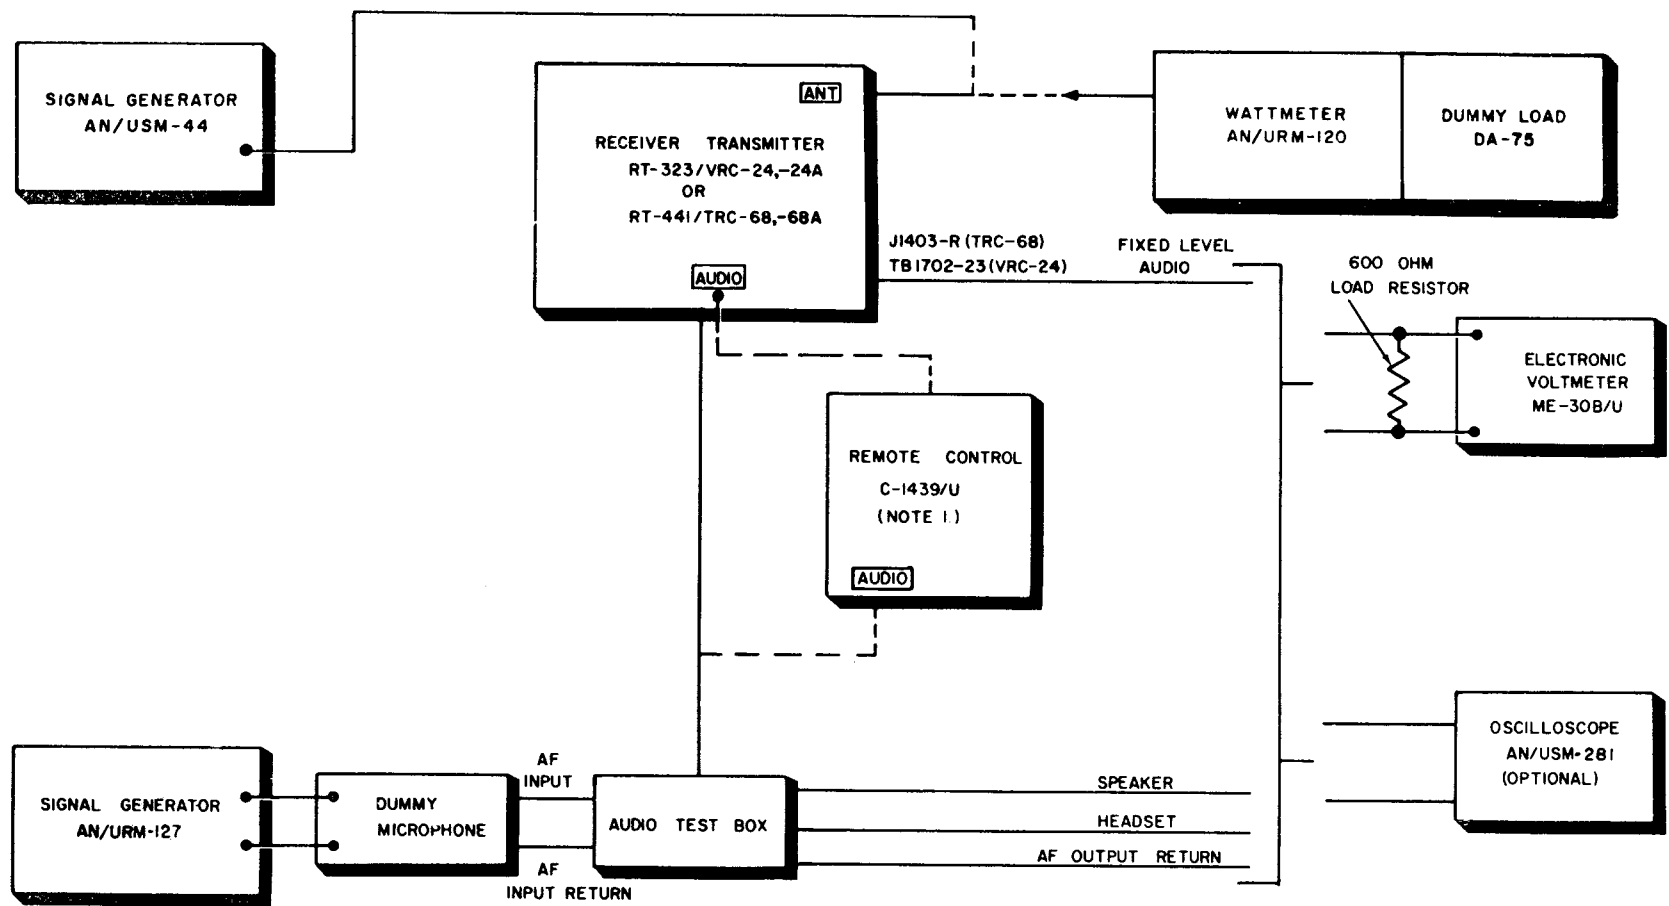 SIGNAL GENERATOR
AN/USM-44
ANT
RECEIVER TRANSMITTER
RT-323/VRC-24,-24A
OR
RT-441/TRC-68,-68A
AUDIO
WATTMETER
AN/URM-120
DUMMY LOAD
DA-75
J1403-R (TRC-68)
TB1702-23 (VRC-24)
FIXED LEVEL
AUDIO
600 OHM
LOAD RESISTOR
ELECTRONIC
VOLTMETER
ME-30B/U
REMOTE CONTROL
C-1439/U
(NOTE 1.)
AUDIO
OSCILLOSCOPE
AN/USM-281
(OPTIONAL)
SIGNAL GENERATOR
AN/URM-127
DUMMY
MICROPHONE
AF
INPUT
AF
INPUT RETURN
AUDIO TEST BOX
SPEAKER
HEADSET
AF OUTPUT RETURN